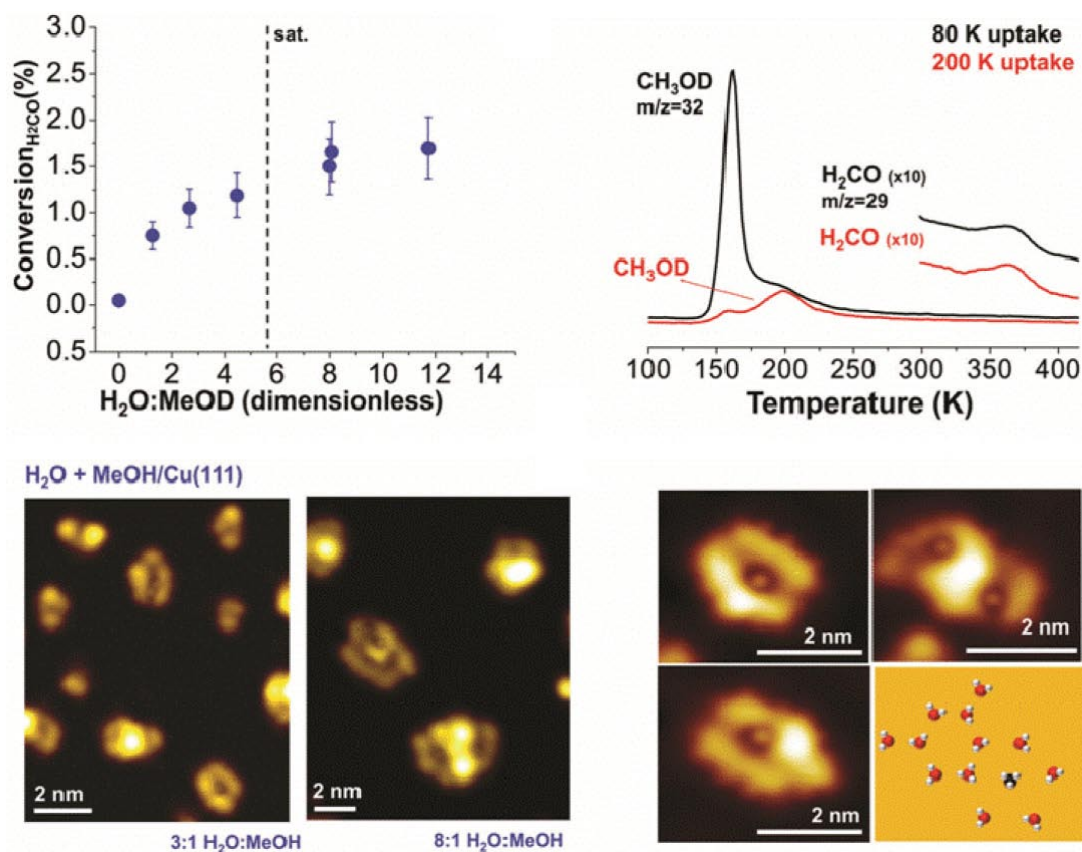 3.0
sat.
2.5
2.0
1.5
1.0
0.5
0.0
0.5
Conversion H2CO(%)
0 2 4 6 8 10 12 14
H₂O:MeOD (dimensionless)
80 K uptake
200 K uptake
CH₃OD
m/z=32
H₂CO (x10)
m/z=29
H₂CO (x10)
CH₃OD
100 150 200 250 300 350 400
Temperature (K)
H₂O + MeOH/Cu(111)
2 nm
3:1 H₂O:MeOH
2 nm
8:1 H₂O:MeOH
2 nm
2 nm
2 nm